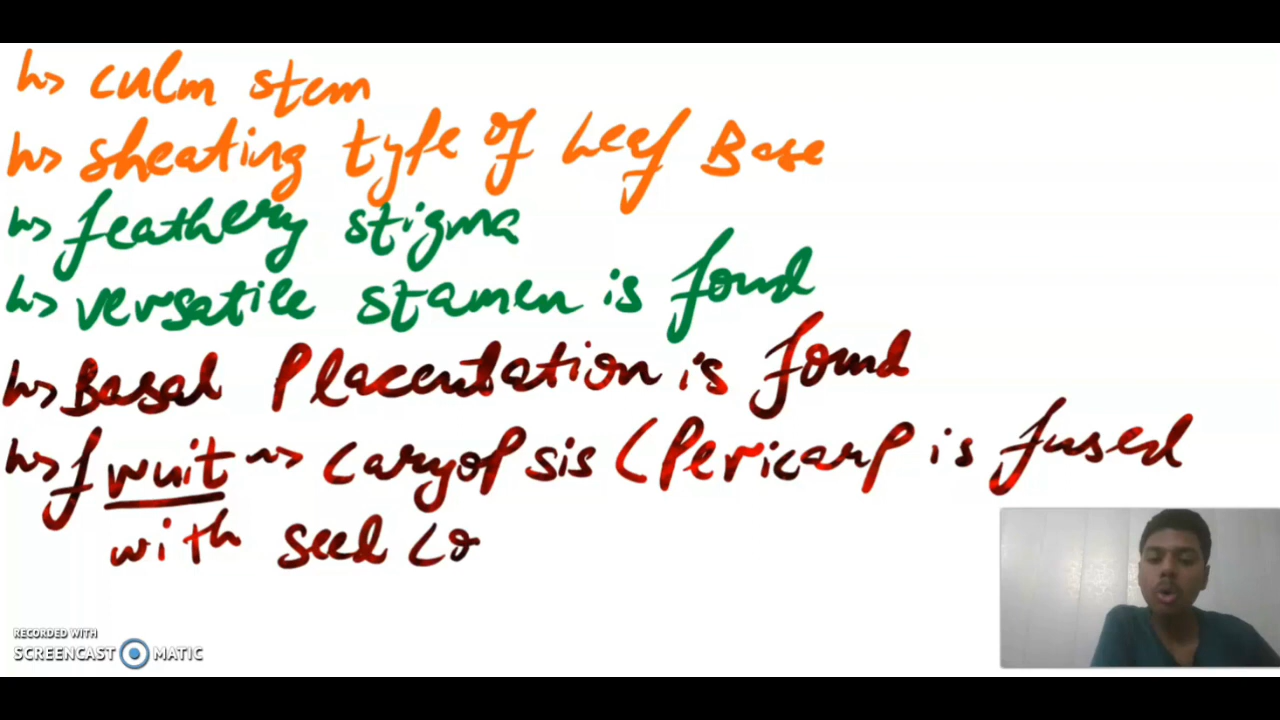 ↳ culm stem
↳ sheating type of Leaf Base
↳ feathery stigma
↳ versatile stamen is found
↳ Basal Placentation is found
↳ fruit ~> Caryopsis (Pericarp is fused
with seed co
RECORDED WITH
SCREENCAST MATIC